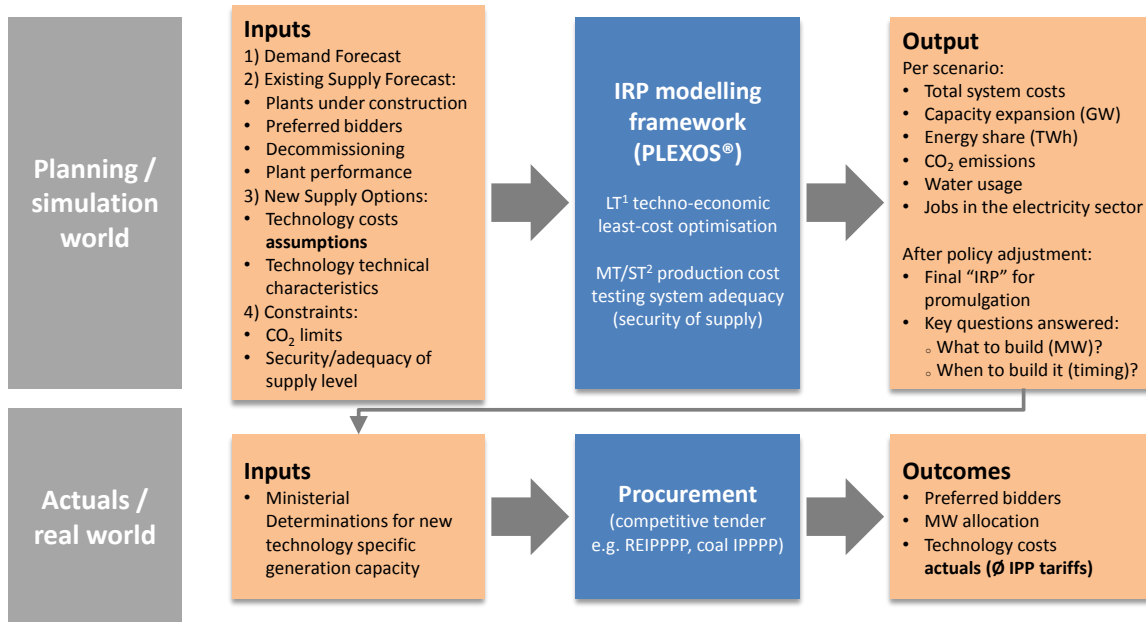 Planning /
simulation
world
Inputs
1) Demand Forecast
2) Existing Supply Forecast:
• Plants under construction
• Preferred bidders
• Decommissioning
• Plant performance
3) New Supply Options:
• Technology costs
assumptions
• Technology technical
characteristics
4) Constraints:
• CO₂ limits
• Security/adequacy of
supply level
IRP modelling
framework
(PLEXOS®)
LT¹ techno-economic
least-cost optimisation
MT/ST² production cost
testing system adequacy
(security of supply)
Output
Per scenario:
• Total system costs
• Capacity expansion (GW)
• Energy share (TWh)
• CO₂ emissions
• Water usage
• Jobs in the electricity sector
After policy adjustment:
• Final “IRP” for
promulgation
• Key questions answered:
○ What to build (MW)?
○ When to build it (timing)?
Actuals /
real world
Inputs
• Ministerial
Determinations for new
technology specific
generation capacity
Procurement
(competitive tender
e.g. REIPPPP, coal IPPPP)
Outcomes
• Preferred bidders
• MW allocation
• Technology costs
actuals (Ø IPP tariffs)